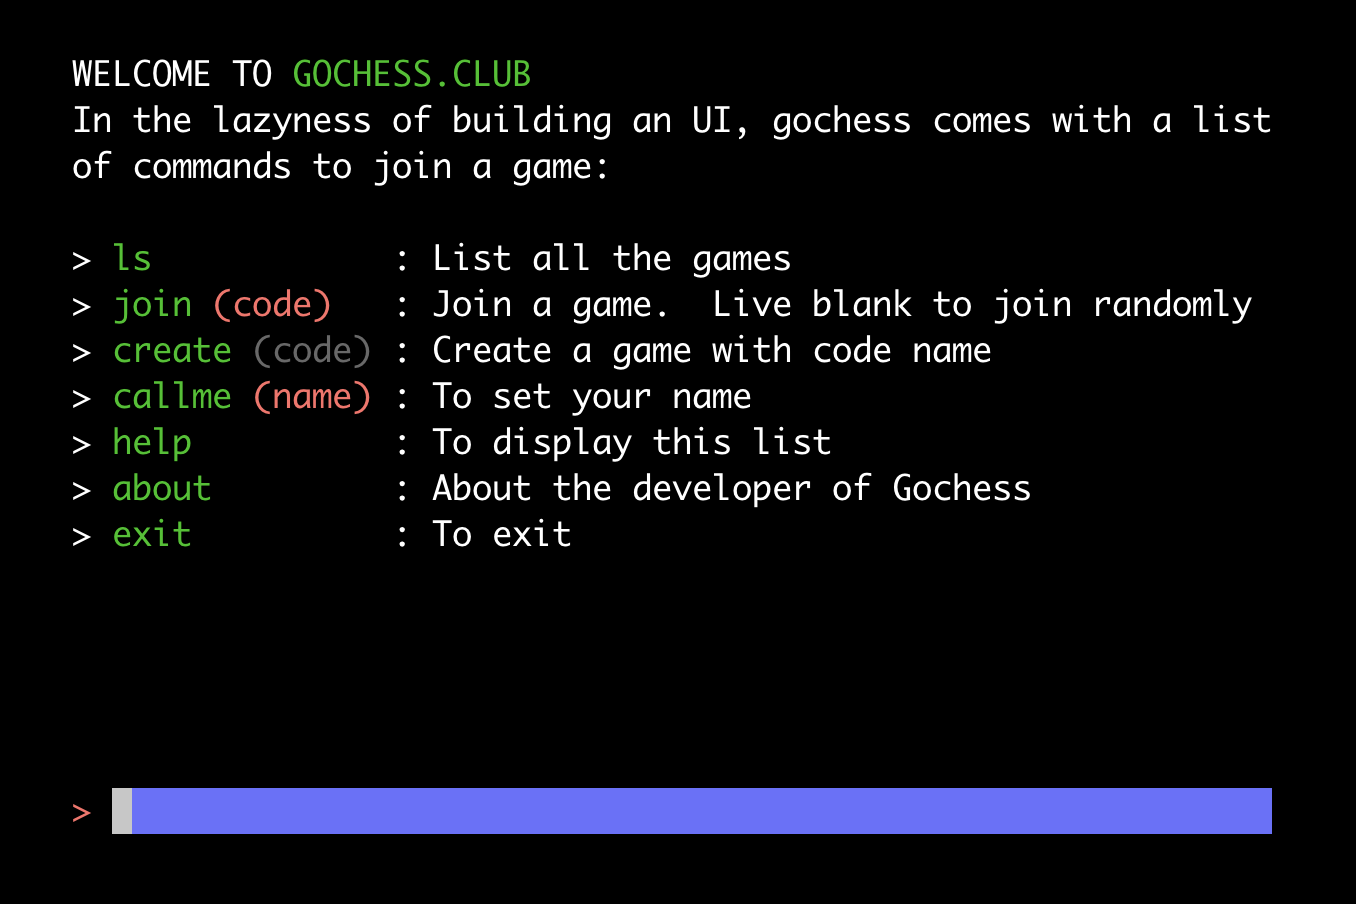 WELCOME TO GOCHESS.CLUB
In the lazyness of building an UI, gochess comes with a list
of commands to join a game:
> ls            : List all the games
> join (code)   : Join a game.  Live blank to join randomly
> create (code) : Create a game with code name
> callme (name) : To set your name
> help          : To display this list
> about         : About the developer of Gochess
> exit          : To exit
>